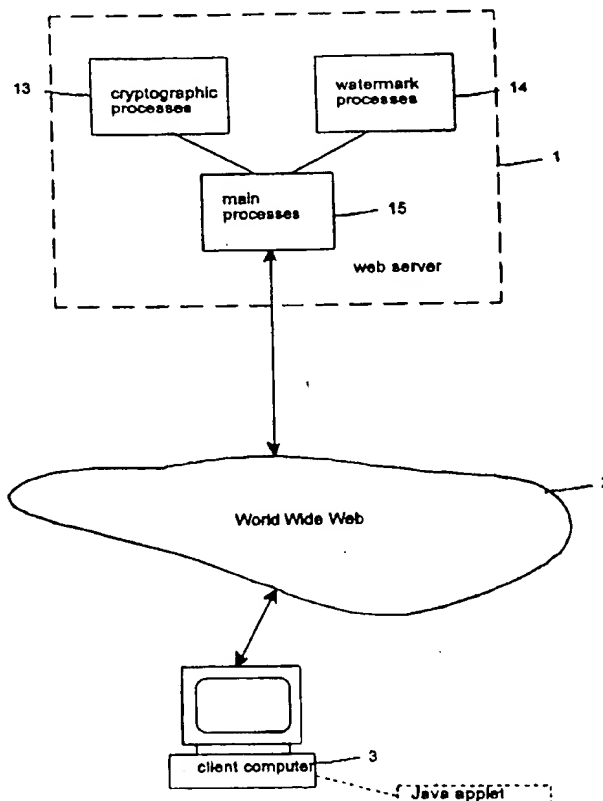 13
cryptographic
processes
watermark
processes
14
1
main
processes
15
web server
World Wide Web
client computer
3
Java applet